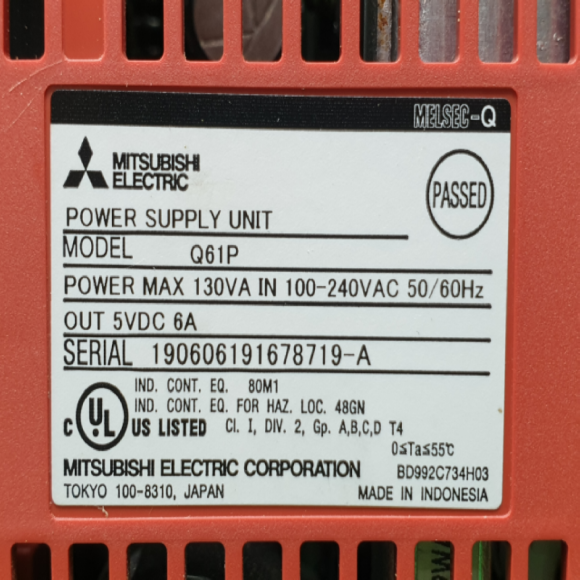 MELSEC-Q
MITSUBISHI
ELECTRIC
PASSED
POWER SUPPLY UNIT
MODEL Q61P
POWER MAX 130VA IN 100-240VAC 50/60Hz
OUT 5VDC 6A
SERIAL 190606191678719-A
IND. CONT. EQ. 80M1
IND. CONT. EQ. FOR HAZ. LOC. 48GN
C UL US LISTED Cl. I, DIV. 2, Gp. A,B,C,D T4
0≤Ta≤55℃
MITSUBISHI ELECTRIC CORPORATION BD992C734H03
TOKYO 100-8310, JAPAN MADE IN INDONESIA